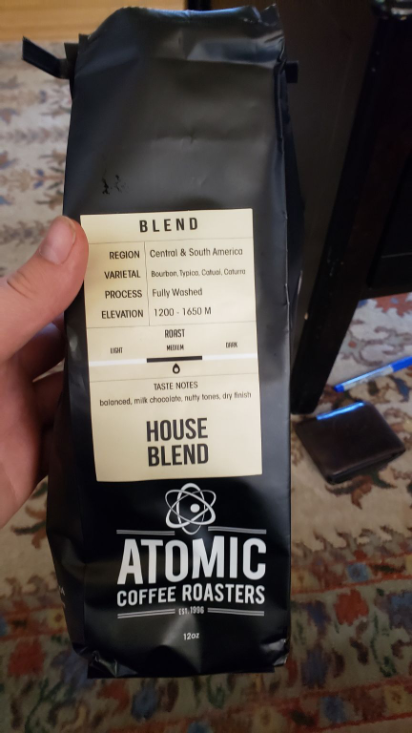 BLEND
REGION Central & South America
VARIETAL Bourbon, Typica, Catuai, Caturra
PROCESS Fully Washed
ELEVATION 1200 - 1650 M
ROAST
LIGHT MEDIUM DARK
TASTE NOTES
balanced, milk chocolate, nutty tones, dry finish
HOUSE
BLEND
ATOMIC
COFFEE ROASTERS
EST. 1996
12oz